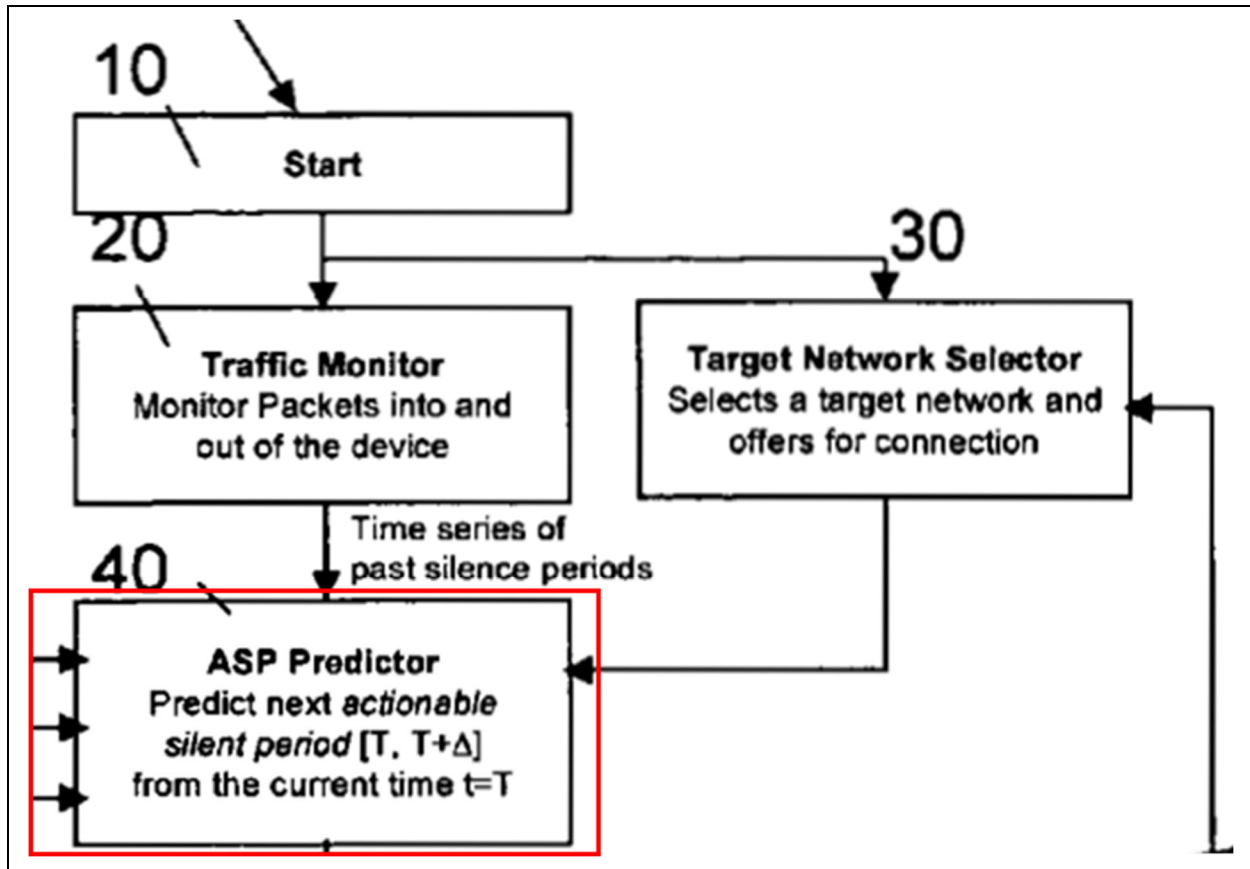 10
Start
20
30
Traffic Monitor
Monitor Packets into and
out of the device
Target Network Selector
Selects a target network and
offers for connection
Time series of
past silence periods
40
ASP Predictor
Predict next actionable
silent period [T, T+Δ]
from the current time t=T